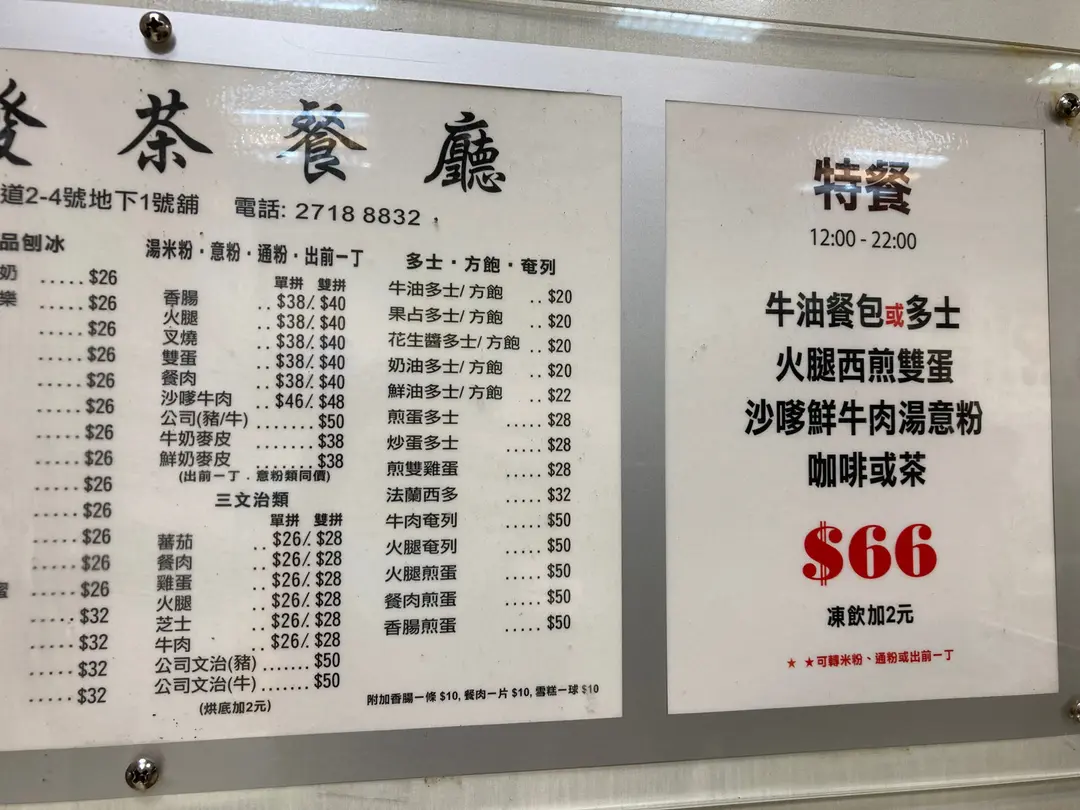 發茶餐廳
道2-4號地下1號舖 電話: 2718 8832
品刨冰
奶 ..... $26
樂 ..... $26
..... $26
..... $26
..... $26
..... $26
..... $26
..... $26
..... $26
..... $26
..... $26
..... $26
..... $26
..... $32
..... $32
..... $32
..... $32
湯米粉·意粉·通粉·出前一丁
單拼 雙拼
香腸 .. $38/ $40
火腿 .. $38/ $40
叉燒 .. $38/ $40
雙蛋 .. $38/ $40
餐肉 .. $38/ $40
沙嗲牛肉 .. $46/ $48
公司(豬/牛) ........ $50
牛奶麥皮 ........ $38
鮮奶麥皮 ........ $38
(出前一丁.意粉類同價)
三文治類
單拼 雙拼
蕃茄 .. $26/ $28
餐肉 .. $26/ $28
雞蛋 .. $26/ $28
火腿 .. $26/ $28
芝士 .. $26/ $28
牛肉 .. $26/ $28
公司文治(豬) ....... $50
公司文治(牛) ....... $50
(烘底加2元)
多士·方飽·奄列
牛油多士/ 方飽 .. $20
果占多士/ 方飽 .. $20
花生醬多士/ 方飽 .. $20
奶油多士/ 方飽 .. $20
鮮油多士/ 方飽 .. $22
煎蛋多士 ..... $28
炒蛋多士 ..... $28
煎雙雞蛋 ..... $28
法蘭西多 ..... $32
牛肉奄列 ..... $50
火腿奄列 ..... $50
火腿煎蛋 ..... $50
餐肉煎蛋 ..... $50
香腸煎蛋 ..... $50
附加香腸一條 $10, 餐肉一片 $10, 雪糕一球 $10
特餐
12:00 - 22:00
牛油餐包或多士
火腿西煎雙蛋
沙嗲鮮牛肉湯意粉
咖啡或茶
$66
凍飲加2元
★ ★可轉米粉、通粉或出前一丁